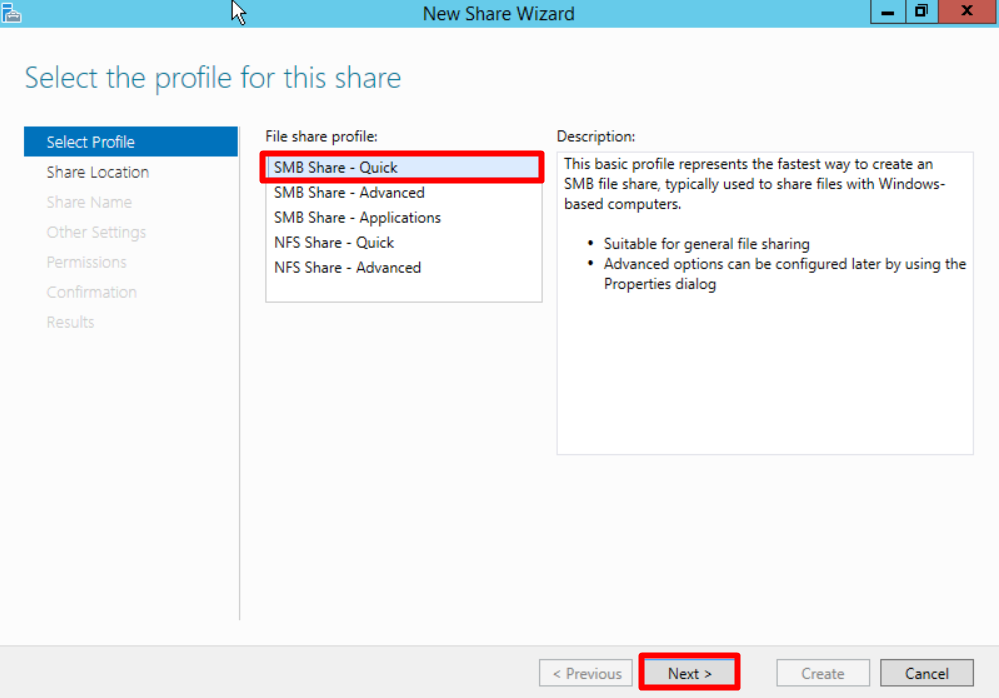 New Share Wizard
Select the profile for this share
Select Profile
Share Location
Share Name
Other Settings
Permissions
Confirmation
Results
File share profile:
SMB Share - Quick
SMB Share - Advanced
SMB Share - Applications
NFS Share - Quick
NFS Share - Advanced
Description:
This basic profile represents the fastest way to create an
SMB file share, typically used to share files with Windows-
based computers.
• Suitable for general file sharing
• Advanced options can be configured later by using the
Properties dialog
< Previous
Next >
Create
Cancel